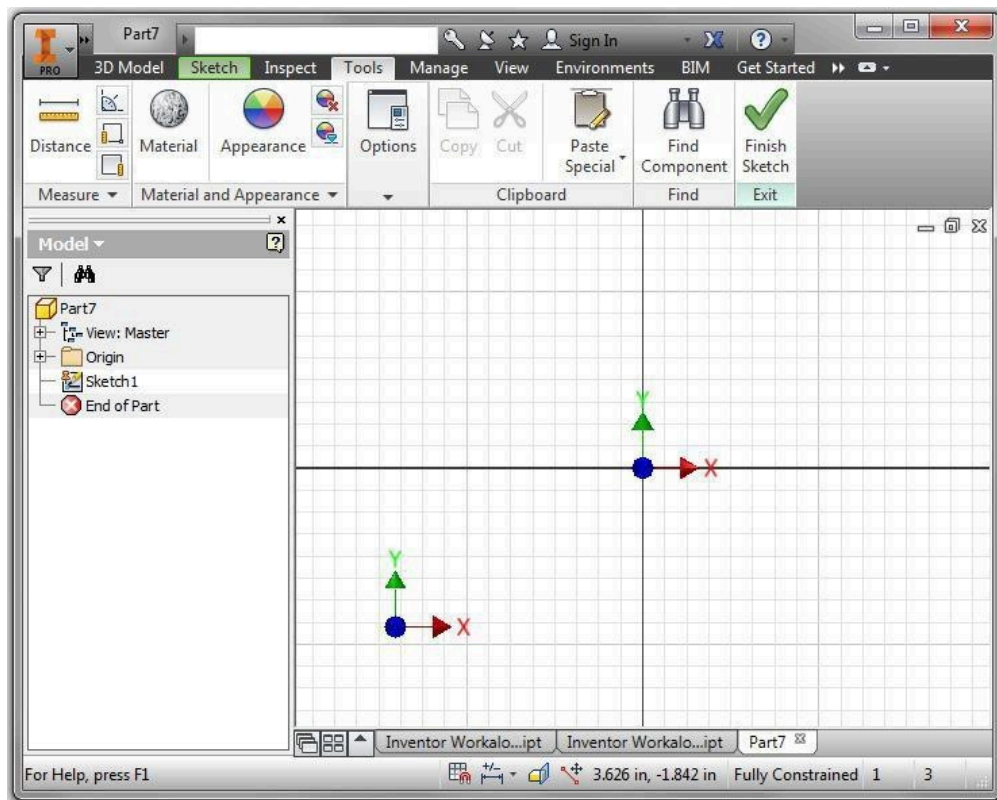 Part7
Sign In
?
PRO
3D Model Sketch Inspect Tools Manage View Environments BIM Get Started
Distance
Material
Appearance
Options
Copy
Cut
Paste
Special
Find
Component
Finish
Sketch
Measure
Material and Appearance
Clipboard
Find
Exit
Model
?
Part7
View: Master
Origin
Sketch1
End of Part
Y
X
Y
X
Inventor Workalo...ipt
Inventor Workalo...ipt
Part7
For Help, press F1
3.626 in, -1.842 in Fully Constrained 1 3